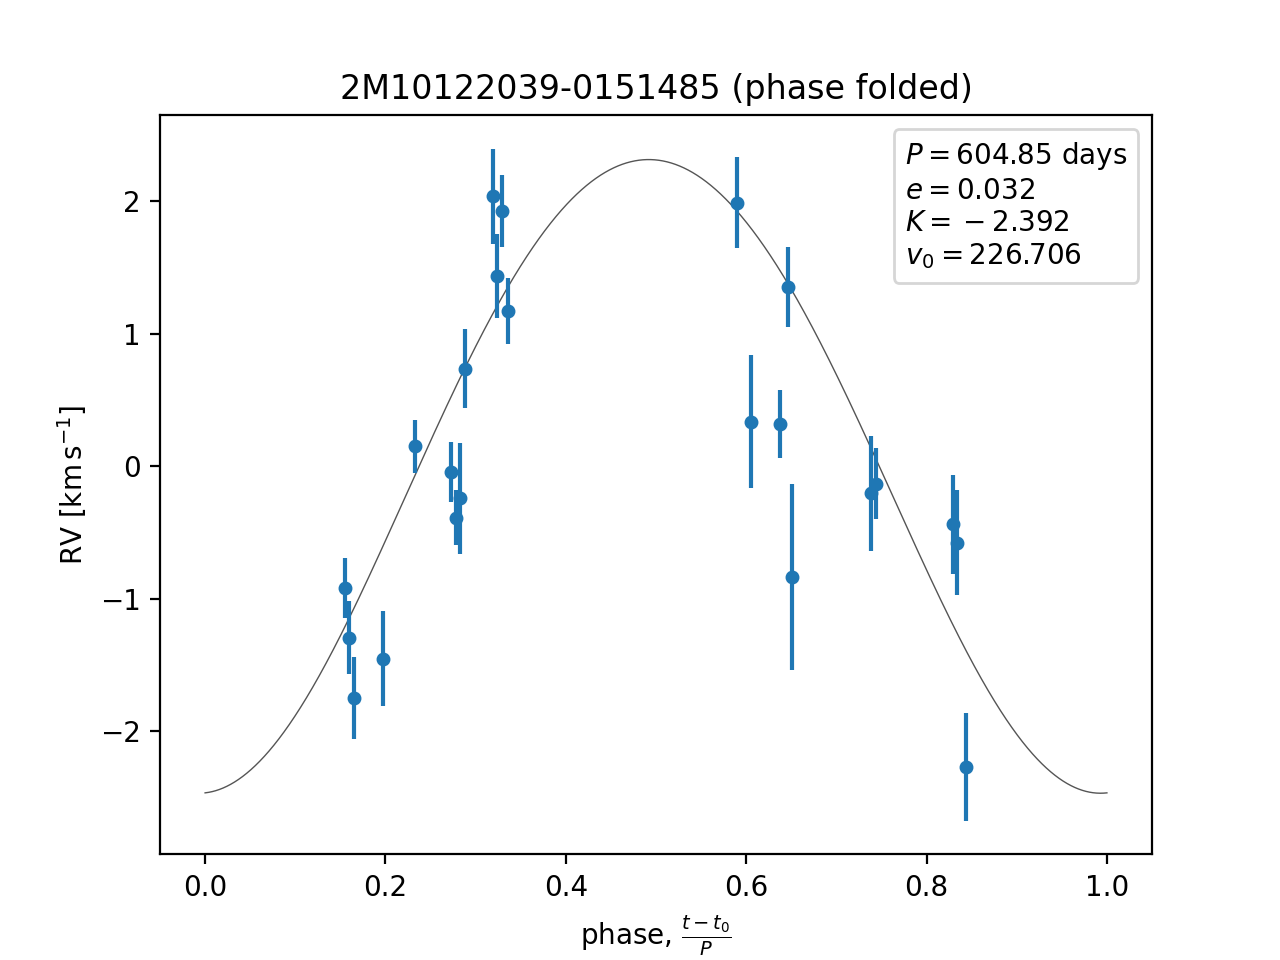 2M10122039-0151485 (phase folded)
P = 604.85 days
e = 0.032
K = −2.392
v₀ = 226.706
RV [km s⁻¹]
2
1
0
−1
−2
0.0 0.2 0.4 0.6 0.8 1.0
phase, (t − t₀)/P